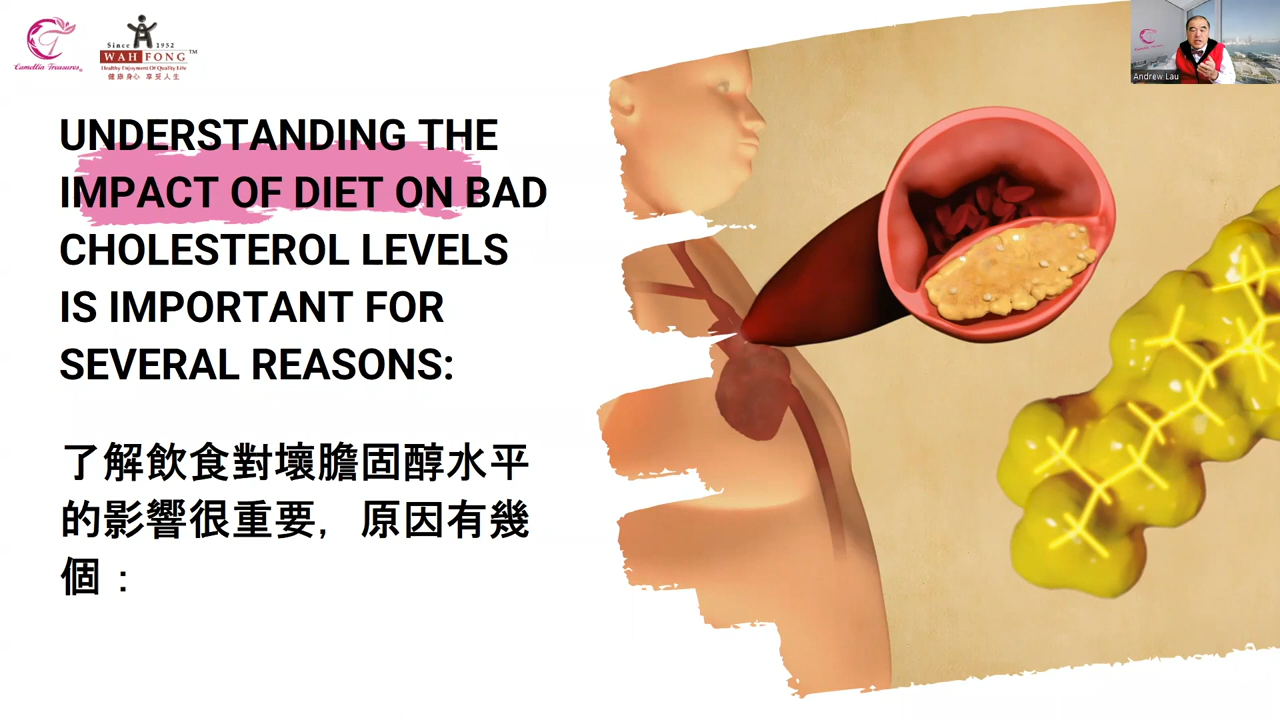 Camellia Treasures
Since 1952
WAH FONG TM
Healthy Enjoyment Of Quality Life
健康身心 享受人生
Andrew Lau
UNDERSTANDING THE
IMPACT OF DIET ON BAD
CHOLESTEROL LEVELS
IS IMPORTANT FOR
SEVERAL REASONS:
了解飲食對壞膽固醇水平
的影響很重要，原因有幾
個：